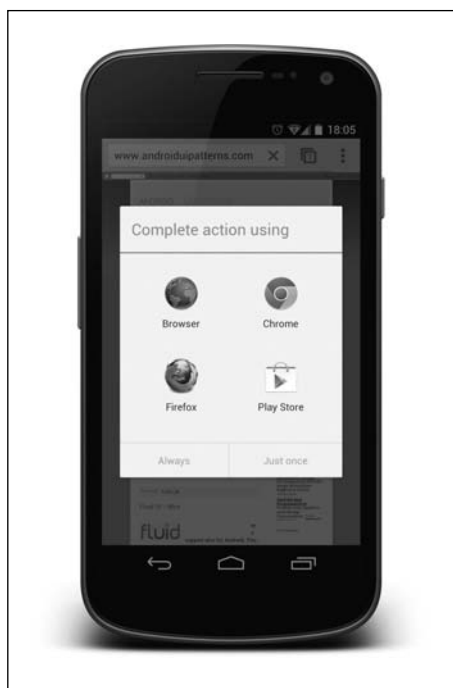 18:05
www.androiduipatterns.com
Complete action using
Browser
Chrome
Firefox
Play Store
Always
Just once
fluid